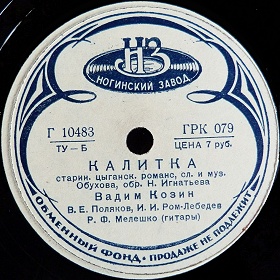 НЗ
НОГИНСКИЙ ЗАВОД
Г 10483
ГРК 079
ТУ – Б
ЦЕНА 7 руб.
КАЛИТКА
старин. цыганск. романс, сл. и муз.
Обухова, обр. Н. Игнатьева
Вадим Козин
В. Е. Поляков, И. И. Ром-Лебедев
Р. Ф. Мелешко (гитары)
ОБМЕННЫЙ ФОНД · ПРОДАЖЕ НЕ ПОДЛЕЖИТ